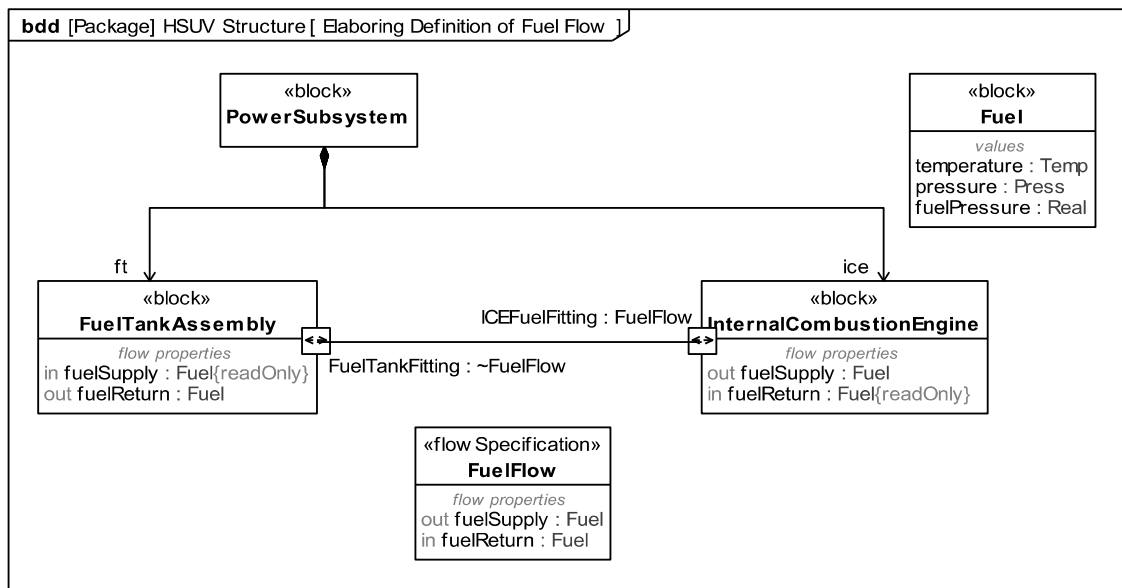 bdd [Package] HSUV Structure [ Elaborating Definition of Fuel Flow ]
«block»
PowerSubsystem
«block»
Fuel
values
temperature : Temp
pressure : Press
fuelPressure : Real
ft
ice
«block»
FuelTankAssembly
flow properties
in fuelSupply : Fuel{readOnly}
out fuelReturn : Fuel
ICEFuelFitting : FuelFlow
FuelTankFitting : ~FuelFlow
«block»
InternalCombustionEngine
flow properties
out fuelSupply : Fuel
in fuelReturn : Fuel{readOnly}
«flow Specification»
FuelFlow
flow properties
out fuelSupply : Fuel
in fuelReturn : Fuel